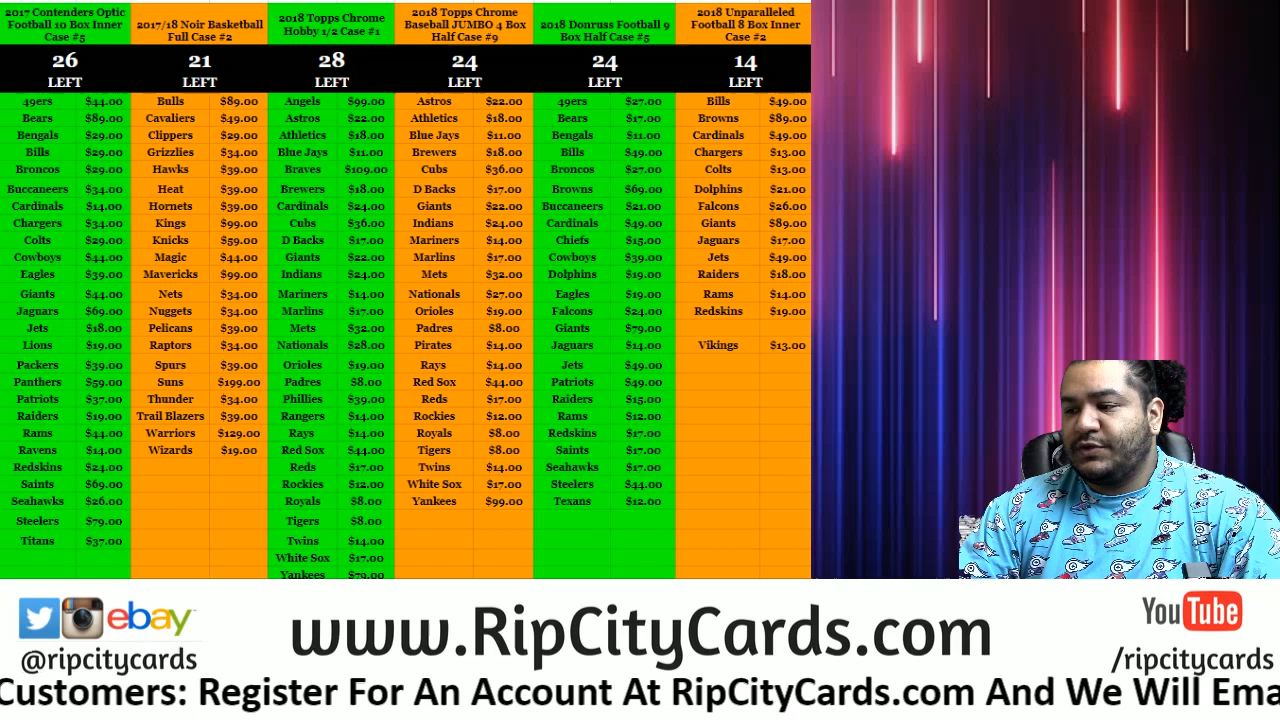 2017 Contenders Optic
Football 10 Box Inner
Case #5
26
LEFT
49ers $44.00
Bears $89.00
Bengals $29.00
Bills $29.00
Broncos $29.00
Buccaneers $34.00
Cardinals $14.00
Chargers $34.00
Colts $29.00
Cowboys $44.00
Eagles $39.00
Giants $44.00
Jaguars $69.00
Jets $18.00
Lions $19.00
Packers $39.00
Panthers $59.00
Patriots $37.00
Raiders $19.00
Rams $44.00
Ravens $14.00
Redskins $24.00
Saints $69.00
Seahawks $26.00
Steelers $79.00
Titans $37.00
2017/18 Noir Basketball
Full Case #2
21
LEFT
Bulls $89.00
Cavaliers $49.00
Clippers $29.00
Grizzlies $34.00
Hawks $39.00
Heat $39.00
Hornets $39.00
Kings $99.00
Knicks $59.00
Magic $44.00
Mavericks $99.00
Nets $34.00
Nuggets $34.00
Pelicans $39.00
Raptors $34.00
Spurs $39.00
Suns $199.00
Thunder $34.00
Trail Blazers $39.00
Warriors $129.00
Wizards $19.00
2018 Topps Chrome
Hobby 1/2 Case #1
28
LEFT
Angels $99.00
Astros $22.00
Athletics $18.00
Blue Jays $11.00
Braves $109.00
Brewers $18.00
Cardinals $24.00
Cubs $36.00
D Backs $17.00
Giants $22.00
Indians $24.00
Mariners $14.00
Marlins $17.00
Mets $32.00
Nationals $28.00
Orioles $19.00
Padres $8.00
Phillies $39.00
Rangers $14.00
Rays $14.00
Red Sox $44.00
Reds $17.00
Rockies $12.00
Royals $8.00
Tigers $8.00
Twins $14.00
White Sox $17.00
Yankees $79.00
2018 Topps Chrome
Baseball JUMBO 4 Box
Half Case #9
24
LEFT
Astros $22.00
Athletics $18.00
Blue Jays $11.00
Brewers $18.00
Cubs $36.00
D Backs $17.00
Giants $22.00
Indians $24.00
Mariners $14.00
Marlins $17.00
Mets $32.00
Nationals $27.00
Orioles $19.00
Padres $8.00
Pirates $14.00
Rays $14.00
Red Sox $44.00
Reds $17.00
Rockies $12.00
Royals $8.00
Tigers $8.00
Twins $14.00
White Sox $17.00
Yankees $99.00
2018 Donruss Football 9
Box Half Case #5
24
LEFT
49ers $27.00
Bears $17.00
Bengals $11.00
Bills $49.00
Broncos $27.00
Browns $69.00
Buccaneers $21.00
Cardinals $49.00
Chiefs $15.00
Cowboys $39.00
Dolphins $19.00
Eagles $19.00
Falcons $24.00
Giants $79.00
Jaguars $14.00
Jets $49.00
Patriots $49.00
Raiders $15.00
Rams $12.00
Redskins $17.00
Saints $17.00
Seahawks $17.00
Steelers $44.00
Texans $12.00
2018 Unparalleled
Football 8 Box Inner
Case #2
14
LEFT
Bills $49.00
Browns $89.00
Cardinals $49.00
Chargers $13.00
Colts $13.00
Dolphins $21.00
Falcons $26.00
Giants $89.00
Jaguars $17.00
Jets $49.00
Raiders $18.00
Rams $14.00
Redskins $19.00
Vikings $13.00
ebay
@ripcitycards
www.RipCityCards.com
YouTube
/ripcitycards
Customers: Register For An Account At RipCityCards.com And We Will Ema